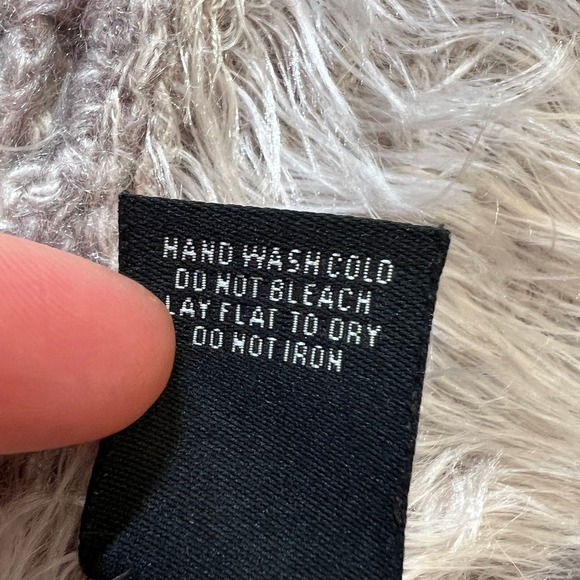 HAND WASH COLD
DO NOT BLEACH
LAY FLAT TO DRY
DO NOT IRON